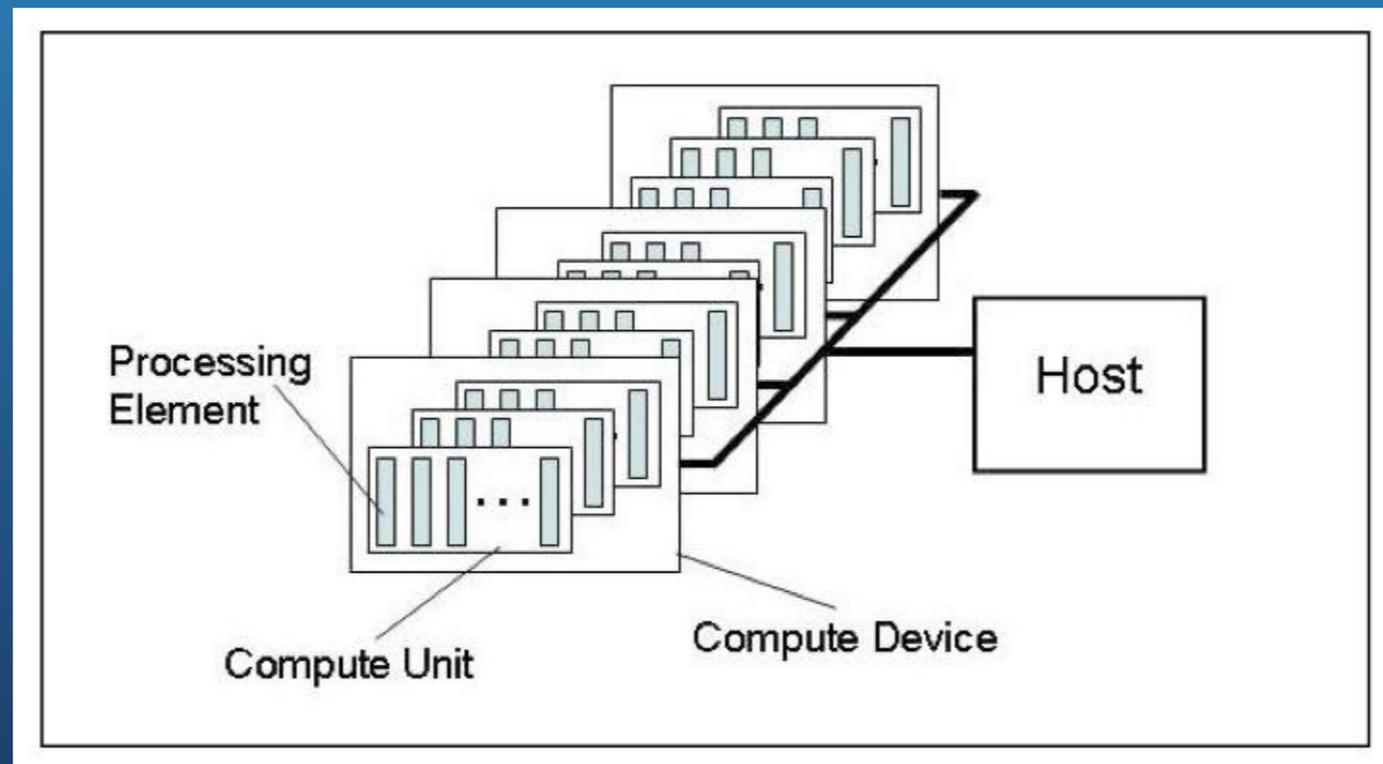 Processing
Element
Host
Compute Unit
Compute Device